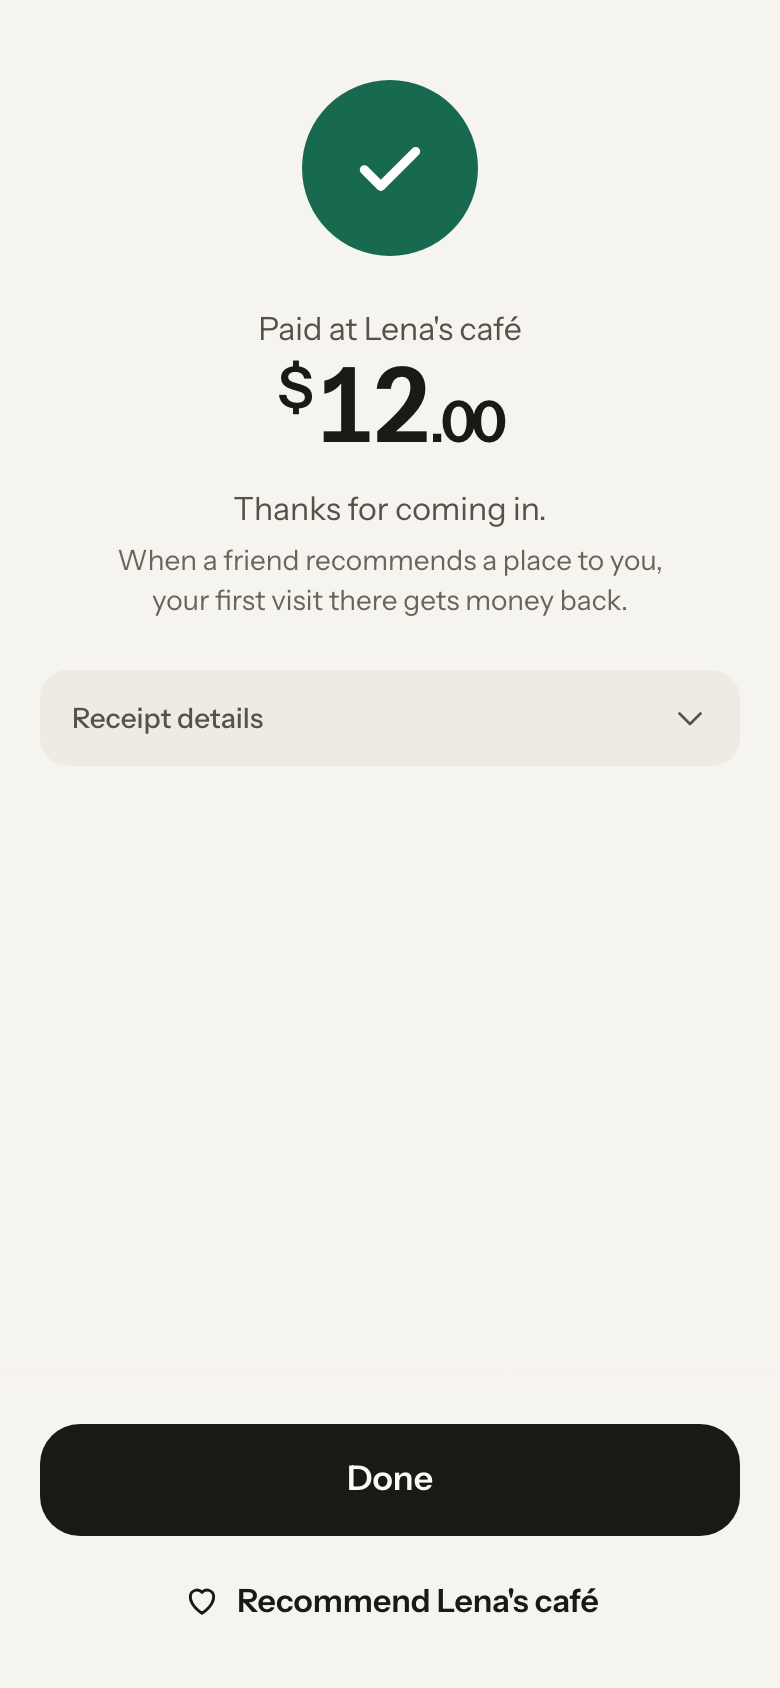 Paid at Lena's café
$12.00
Thanks for coming in.
When a friend recommends a place to you,
your first visit there gets money back.
Receipt details
Done
Recommend Lena's café